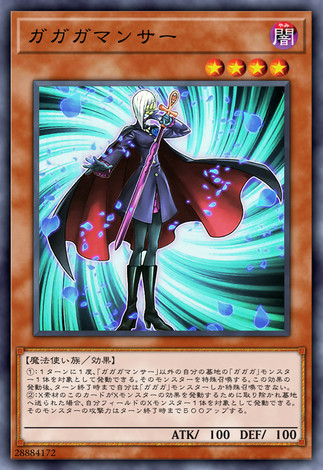 ガガガマンサー
やみ
闇
【魔法使い族／効果】
①：１ターンに１度、「ガガガマンサー」以外の自分の墓地の「ガガガ」モンスタ
ー１体を対象として発動できる。そのモンスターを特殊召喚する。この効果の
発動後、ターン終了時まで自分は「ガガガ」モンスターしか特殊召喚できない。
②：X素材のこのカードがXモンスターの効果を発動するために取り除かれ墓地
へ送られた場合、自分フィールドのXモンスター１体を対象として発動できる。
そのモンスターの攻撃力はターン終了時まで５００アップする。
ATK/ 100 DEF/ 100
28884172